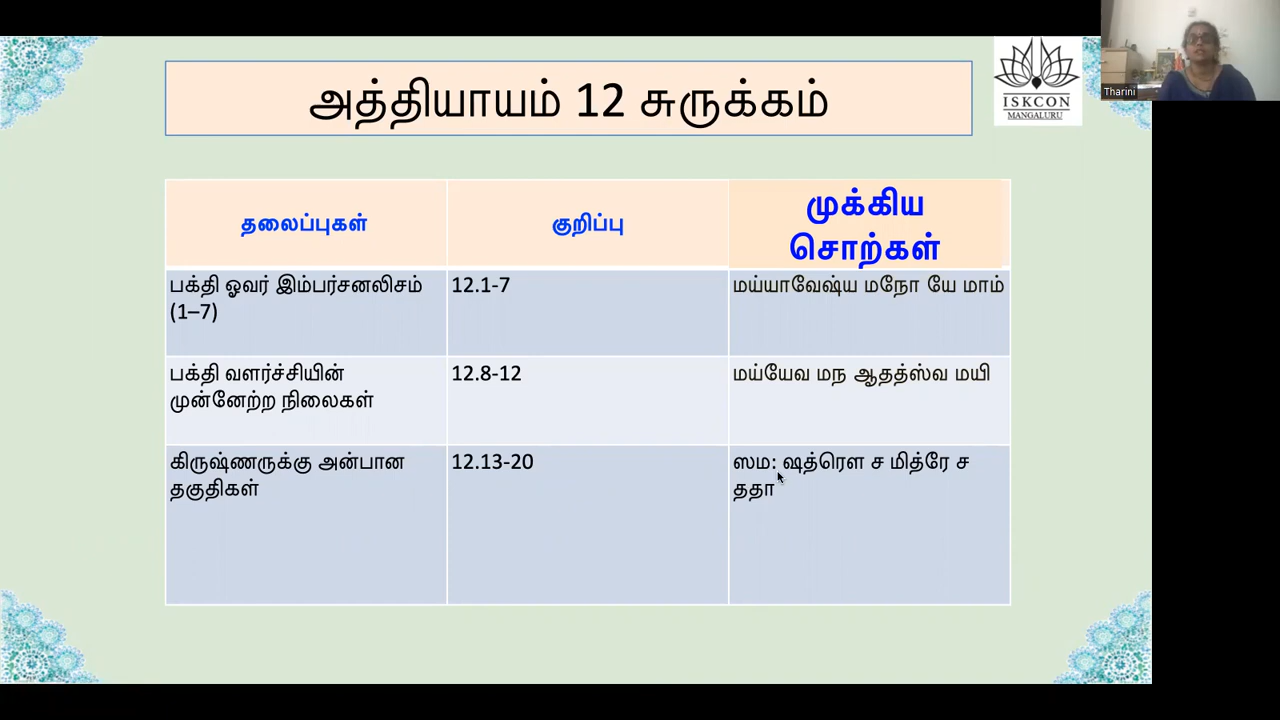 அத்தியாயம் 12 சுருக்கம்
ISKCON
MANGALURU
Tharini
தலைப்புகள்
குறிப்பு
முக்கிய
சொற்கள்
பக்தி ஓவர் இம்பர்சனலிசம்
(1–7)
12.1-7
மய்யாவேஷ்ய மநோ யே மாம்
பக்தி வளர்ச்சியின்
முன்னேற்ற நிலைகள்
12.8-12
மய்யேவ மந ஆதத்ஸ்வ மயி
கிருஷ்ணருக்கு அன்பான
தகுதிகள்
12.13-20
ஸம: ஷத்ரௌ ச மித்ரே ச
ததா